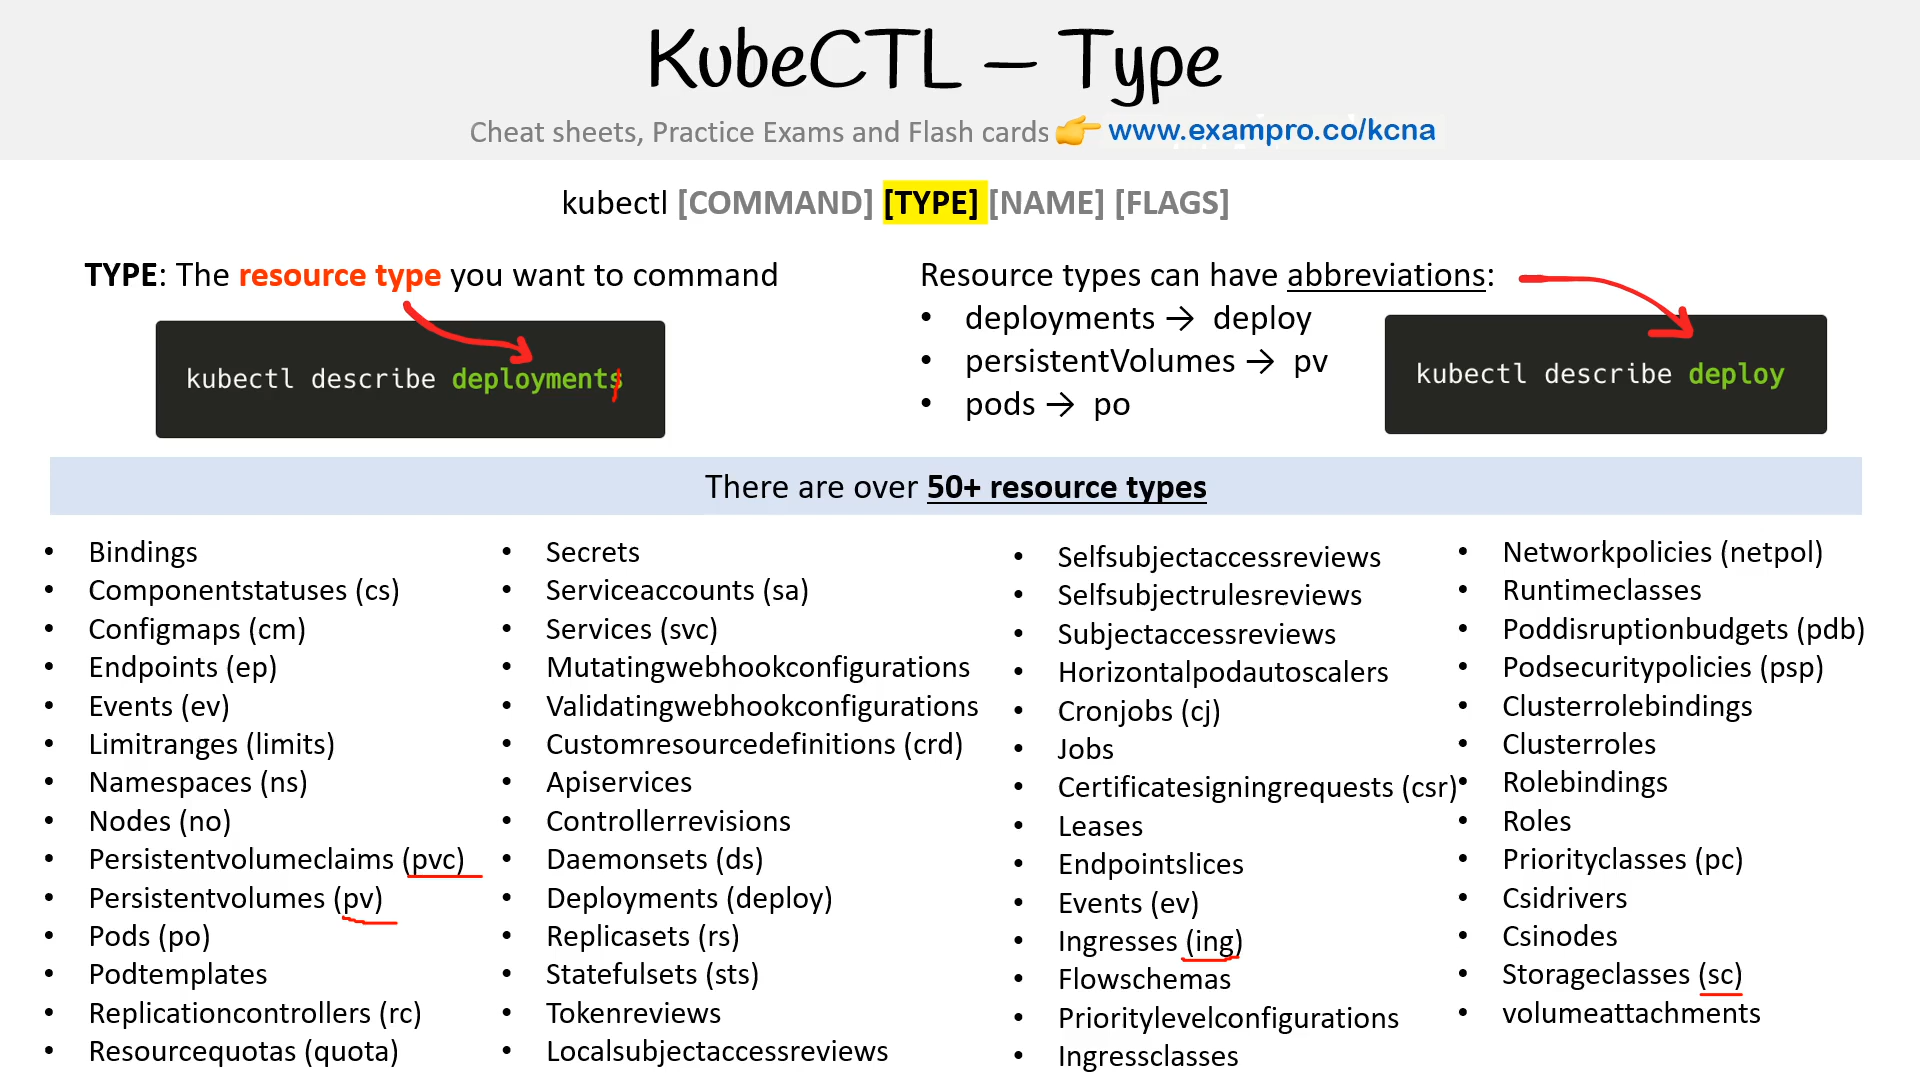 KubeCTL – Type
Cheat sheets, Practice Exams and Flash cards 👉 www.exampro.co/kcna
kubectl [COMMAND] [TYPE] [NAME] [FLAGS]
TYPE: The resource type you want to command
kubectl describe deployments
Resource types can have abbreviations:
• deployments → deploy
• persistentVolumes → pv
• pods → po
kubectl describe deploy
There are over 50+ resource types
• Bindings
• Componentstatuses (cs)
• Configmaps (cm)
• Endpoints (ep)
• Events (ev)
• Limitranges (limits)
• Namespaces (ns)
• Nodes (no)
• Persistentvolumeclaims (pvc)
• Persistentvolumes (pv)
• Pods (po)
• Podtemplates
• Replicationcontrollers (rc)
• Resourcequotas (quota)
• Secrets
• Serviceaccounts (sa)
• Services (svc)
• Mutatingwebhookconfigurations
• Validatingwebhookconfigurations
• Customresourcedefinitions (crd)
• Apiservices
• Controllerrevisions
• Daemonsets (ds)
• Deployments (deploy)
• Replicasets (rs)
• Statefulsets (sts)
• Tokenreviews
• Localsubjectaccessreviews
• Selfsubjectaccessreviews
• Selfsubjectrulesreviews
• Subjectaccessreviews
• Horizontalpodautoscalers
• Cronjobs (cj)
• Jobs
• Certificatesigningrequests (csr)
• Leases
• Endpointslices
• Events (ev)
• Ingresses (ing)
• Flowschemas
• Prioritylevelconfigurations
• Ingressclasses
• Networkpolicies (netpol)
• Runtimeclasses
• Poddisruptionbudgets (pdb)
• Podsecuritypolicies (psp)
• Clusterrolebindings
• Clusterroles
• Rolebindings
• Roles
• Priorityclasses (pc)
• Csidrivers
• Csinodes
• Storageclasses (sc)
• volumeattachments